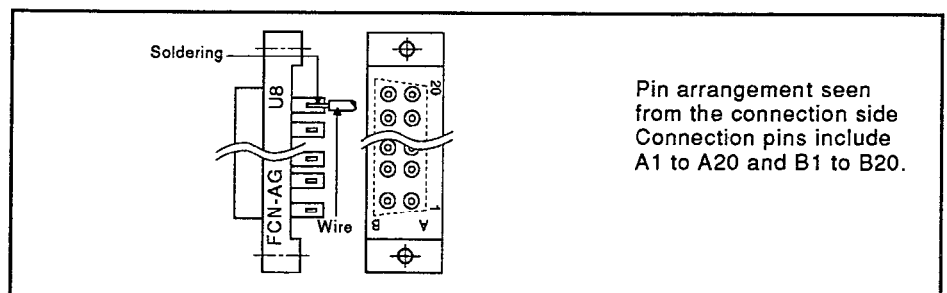 Soldering
U8
FCN-AG
Wire
20
1
B
A
Pin arrangement seen
from the connection side
Connection pins include
A1 to A20 and B1 to B20.